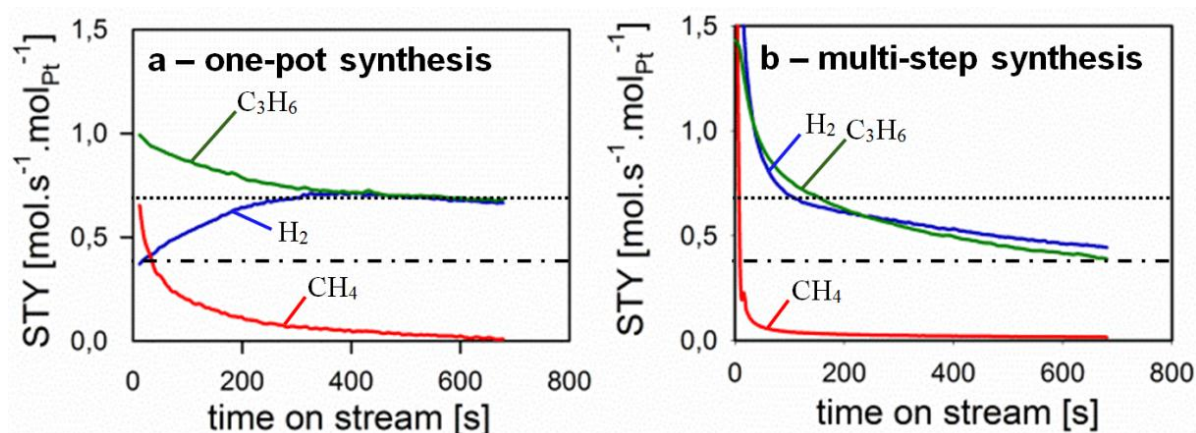 a – one-pot synthesis
STY [mol.s⁻¹.molPt⁻¹]
1,5
1,0
0,5
0,0
C₃H₆
H₂
CH₄
0 200 400 600 800
time on stream [s]
b – multi-step synthesis
STY [mol.s⁻¹.molPt⁻¹]
1,5
1,0
0,5
0,0
H₂ C₃H₆
CH₄
0 200 400 600 800
time on stream [s]